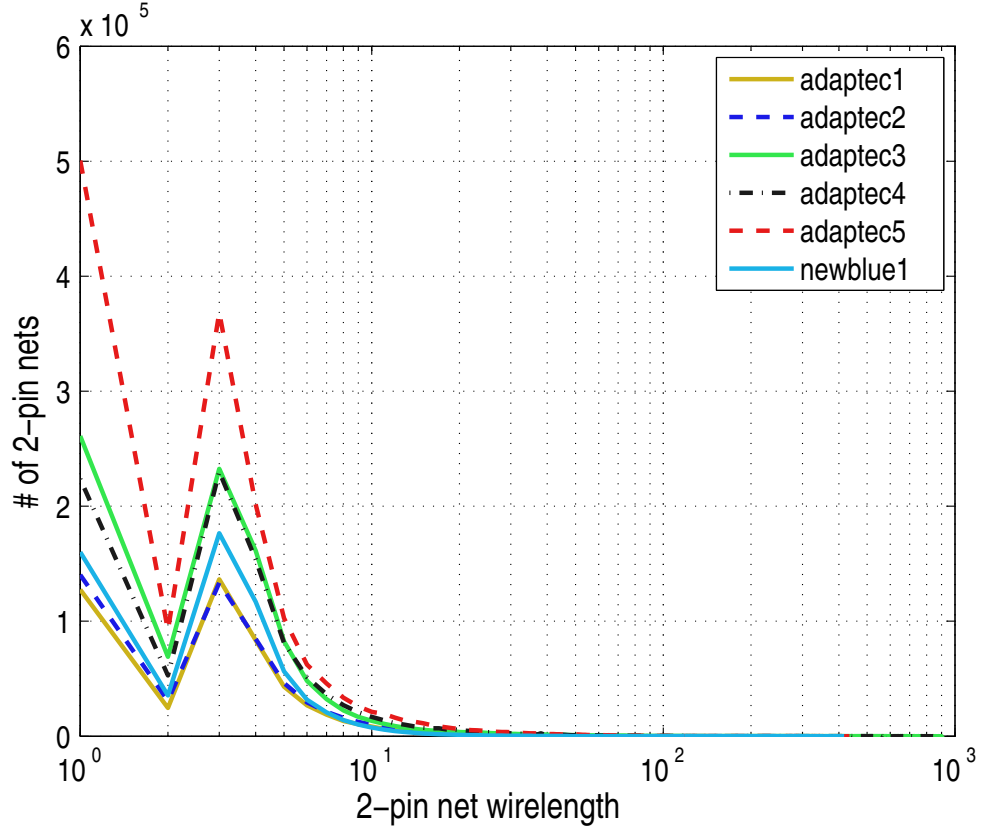 x 10^5
6
5
4
3
2
1
0
# of 2-pin nets
10^0
10^1
10^2
10^3
2-pin net wirelength
adaptec1
adaptec2
adaptec3
adaptec4
adaptec5
newblue1